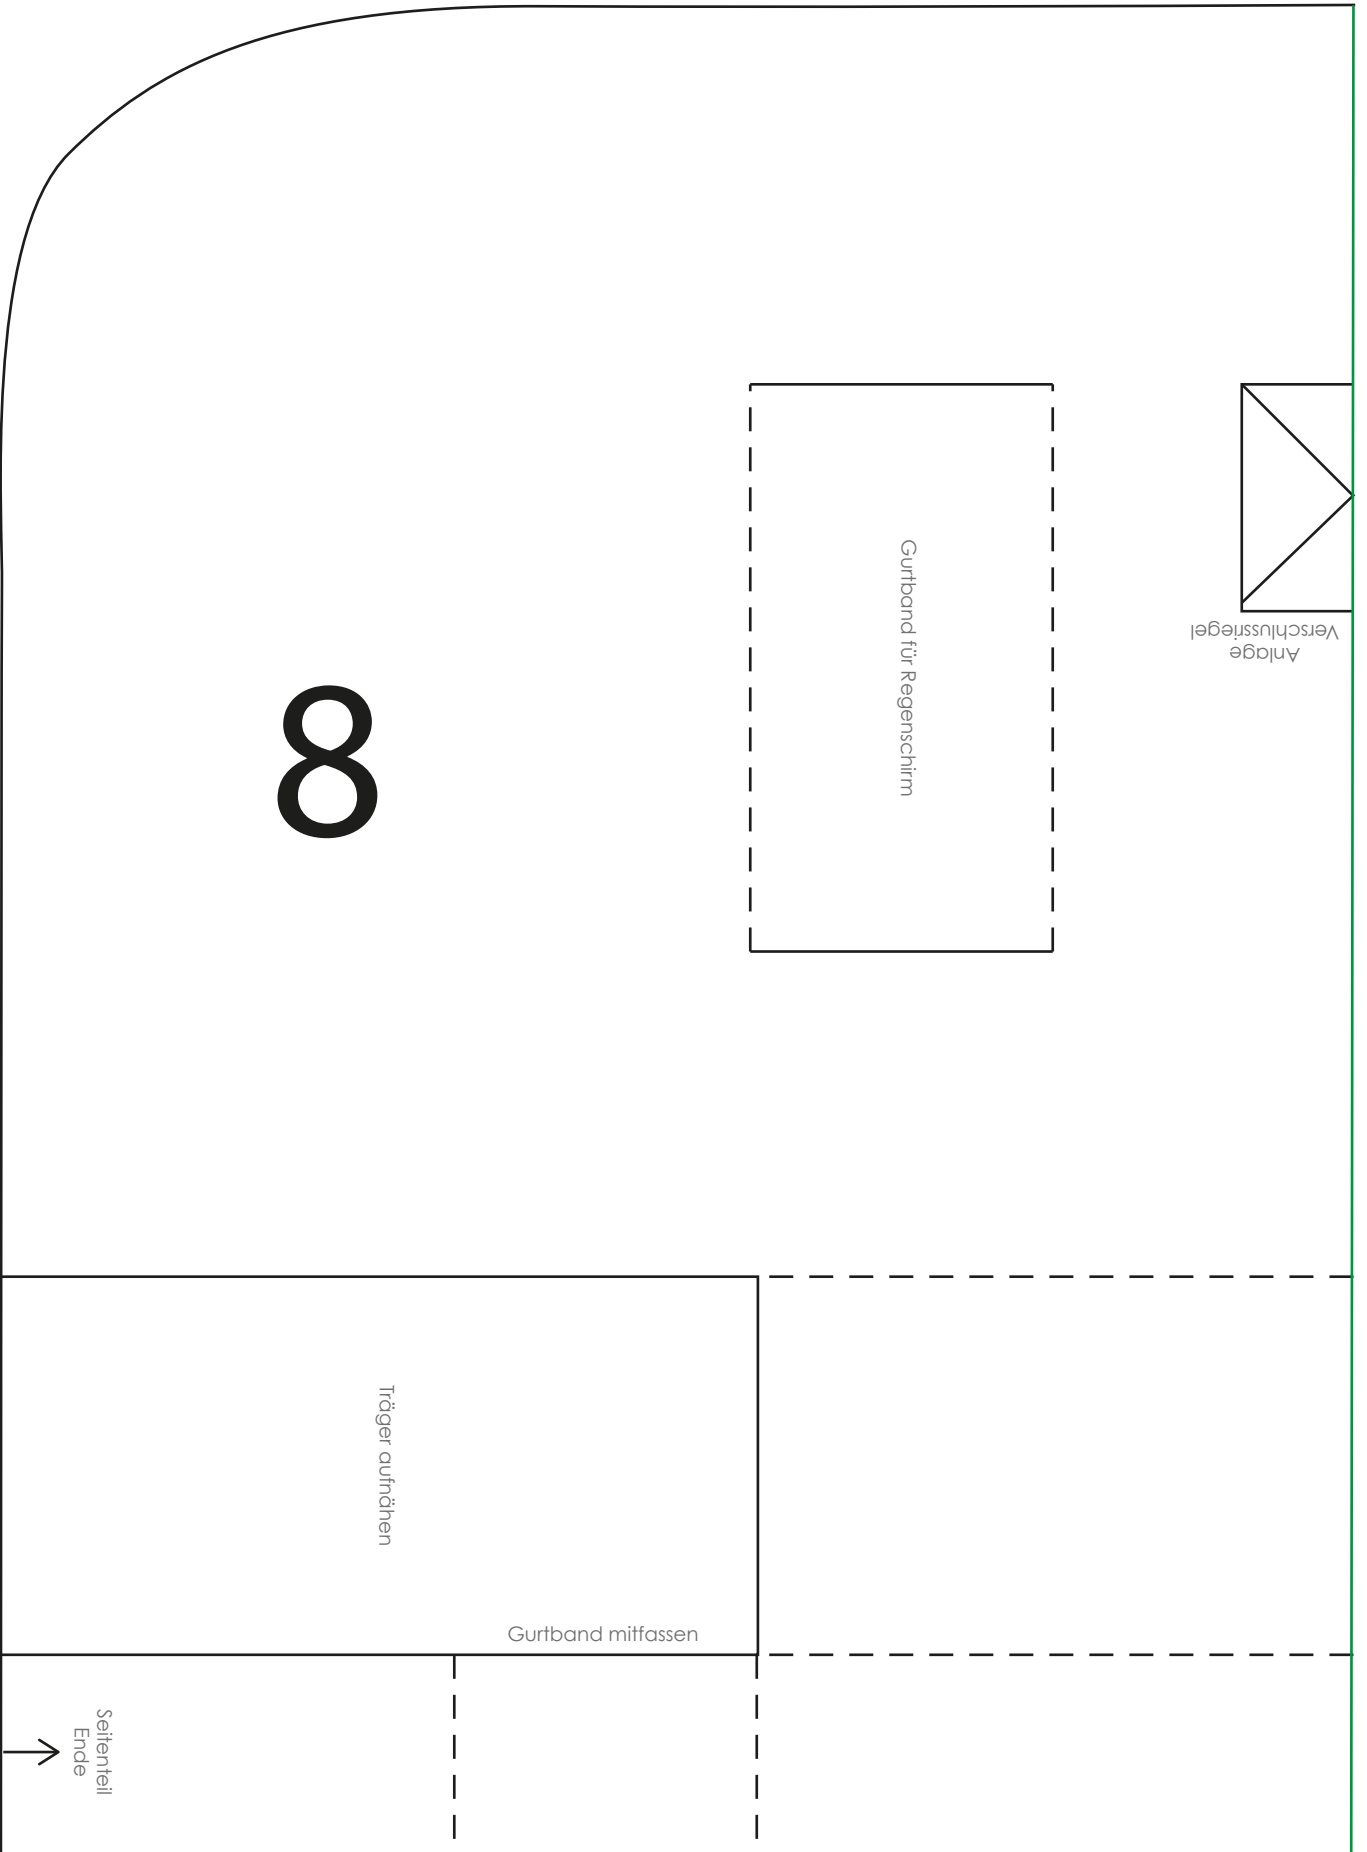 8
Gurtband für Regenschirm
Anlage
Verschlussriegel
Träger aufnähen
Gurtband mitfassen
Seitenteil
Ende